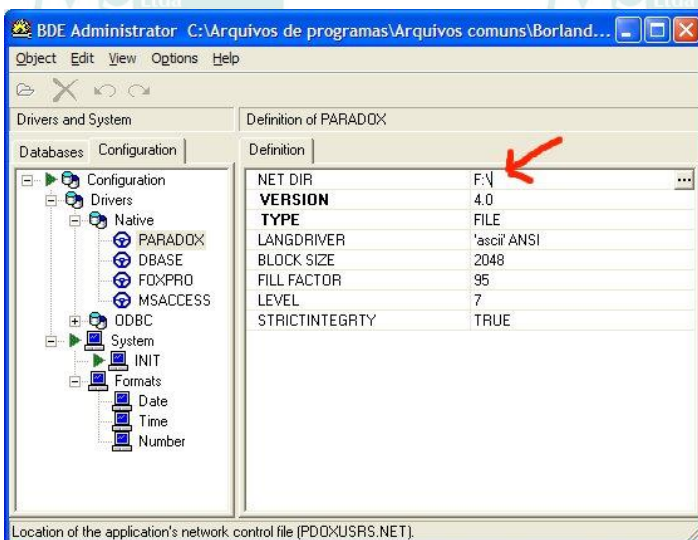 Ltda
Ltda
BDE Administrator C:\Arquivos de programas\Arquivos comuns\Borland...
Object Edit View Options Help
Drivers and System
Definition of PARADOX
Databases Configuration
Definition
Configuration
Drivers
Native
PARADOX
DBASE
FOXPRO
MSACCESS
ODBC
System
INIT
Formats
Date
Time
Number
NET DIR F:\
VERSION 4.0
TYPE FILE
LANGDRIVER 'ascii' ANSI
BLOCK SIZE 2048
FILL FACTOR 95
LEVEL 7
STRICTINTEGRTY TRUE
Location of the application's network control file (PDOXUSRS.NET).